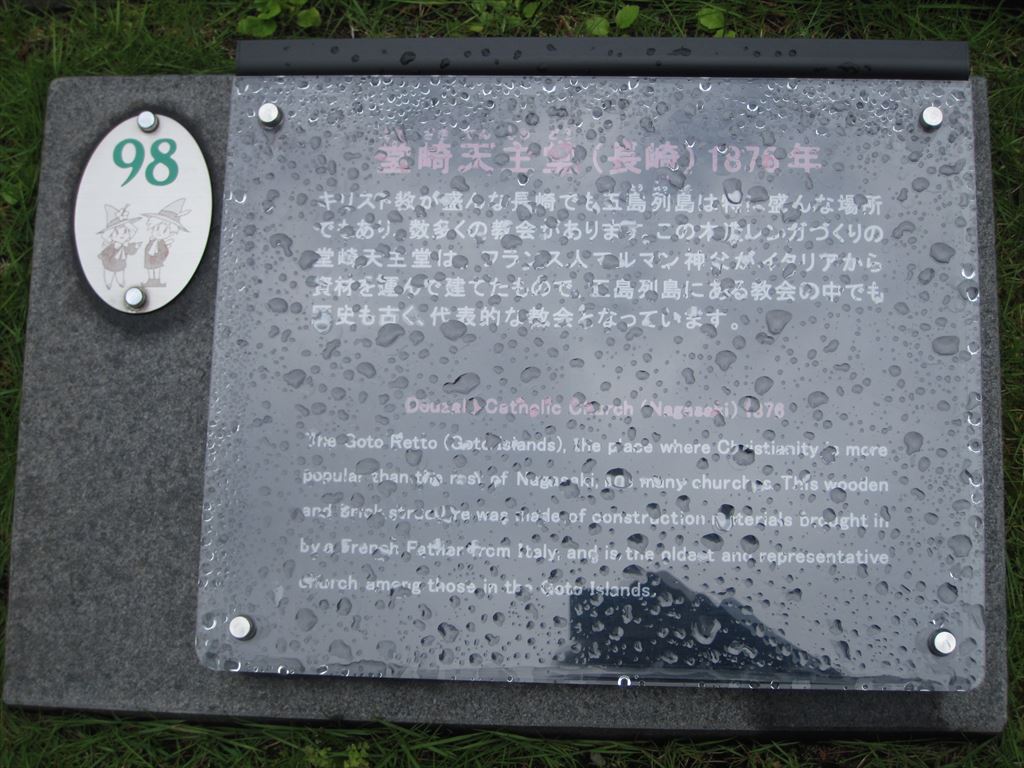 98
堂崎天主堂(長崎)1876年
キリスト教が盛んな長崎でも五島列島は特に盛んな場所
であり、数多くの教会があります。この木造レンガづくりの
堂崎天主堂は、フランス人マルマン神父がイタリアから
資材を運んで建てたもので、五島列島にある教会の中でも
歴史も古く、代表的な教会となっています。
Douzaki Catholic Church (Nagasaki) 1876
The Goto Retto (Goto Islands), the place where Christianity is more
popular than the rest of Nagasaki, has many churches. This wooden
and brick structure was made of construction materials brought in
by a French Father from Italy, and is the oldest and representative
church among those in the Goto Islands.